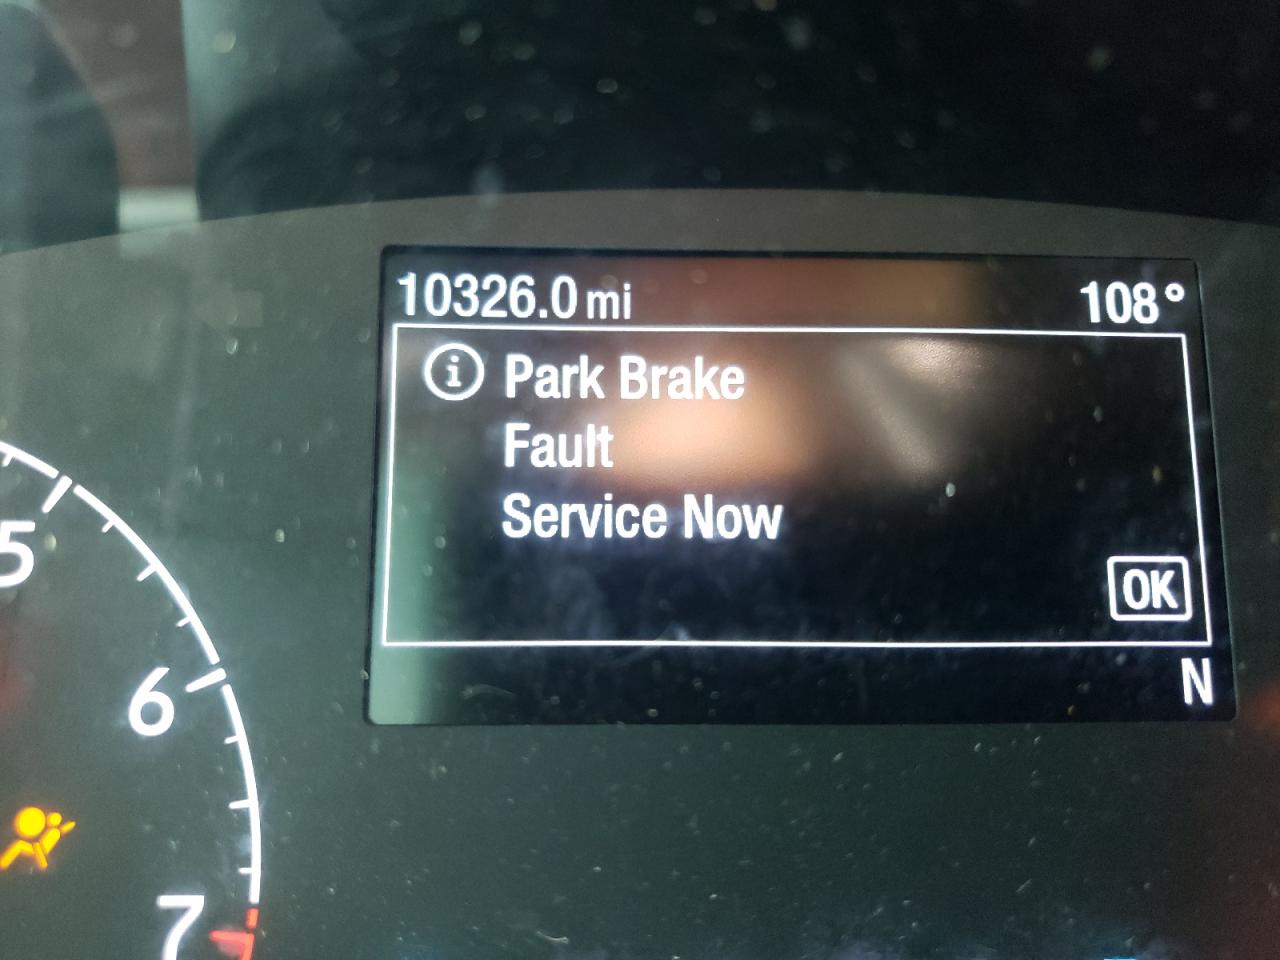 10326.0 mi 108°
i Park Brake
Fault
Service Now
OK
N
5
6
7